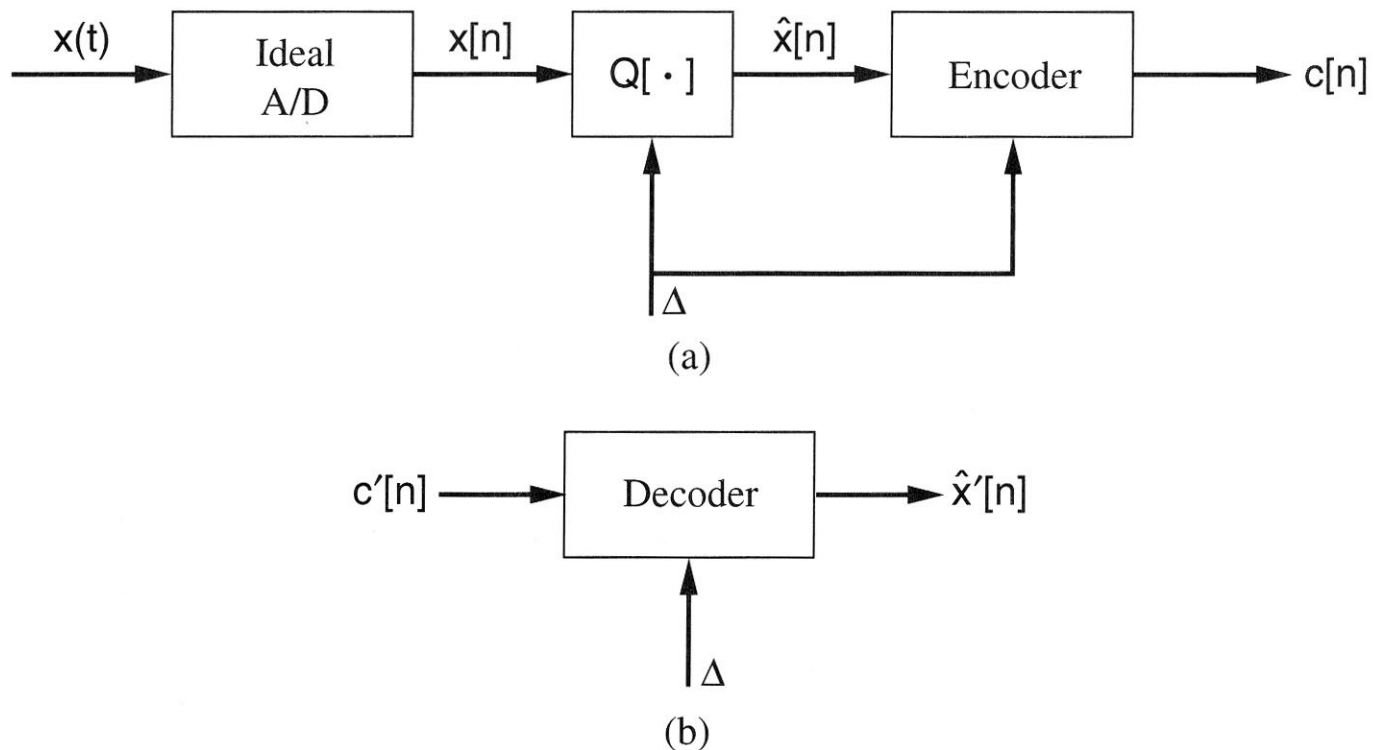 x(t)
Ideal
A/D
x[n]
Q[ · ]
x̂[n]
Encoder
c[n]
Δ
(a)
c′[n]
Decoder
x̂′[n]
Δ
(b)